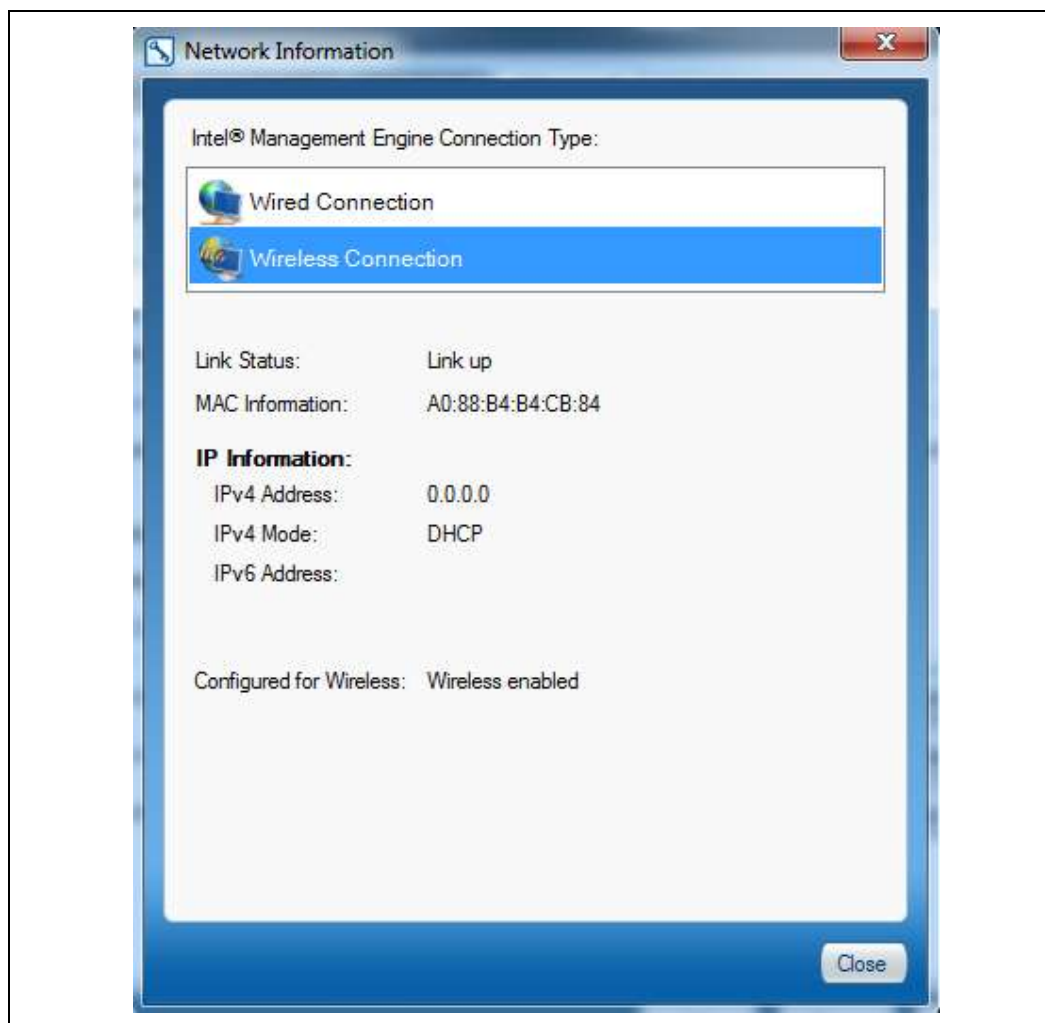 Network Information
Intel® Management Engine Connection Type:
Wired Connection
Wireless Connection
Link Status: Link up
MAC Information: A0:88:B4:B4:CB:84
IP Information:
IPv4 Address: 0.0.0.0
IPv4 Mode: DHCP
IPv6 Address:
Configured for Wireless: Wireless enabled
Close